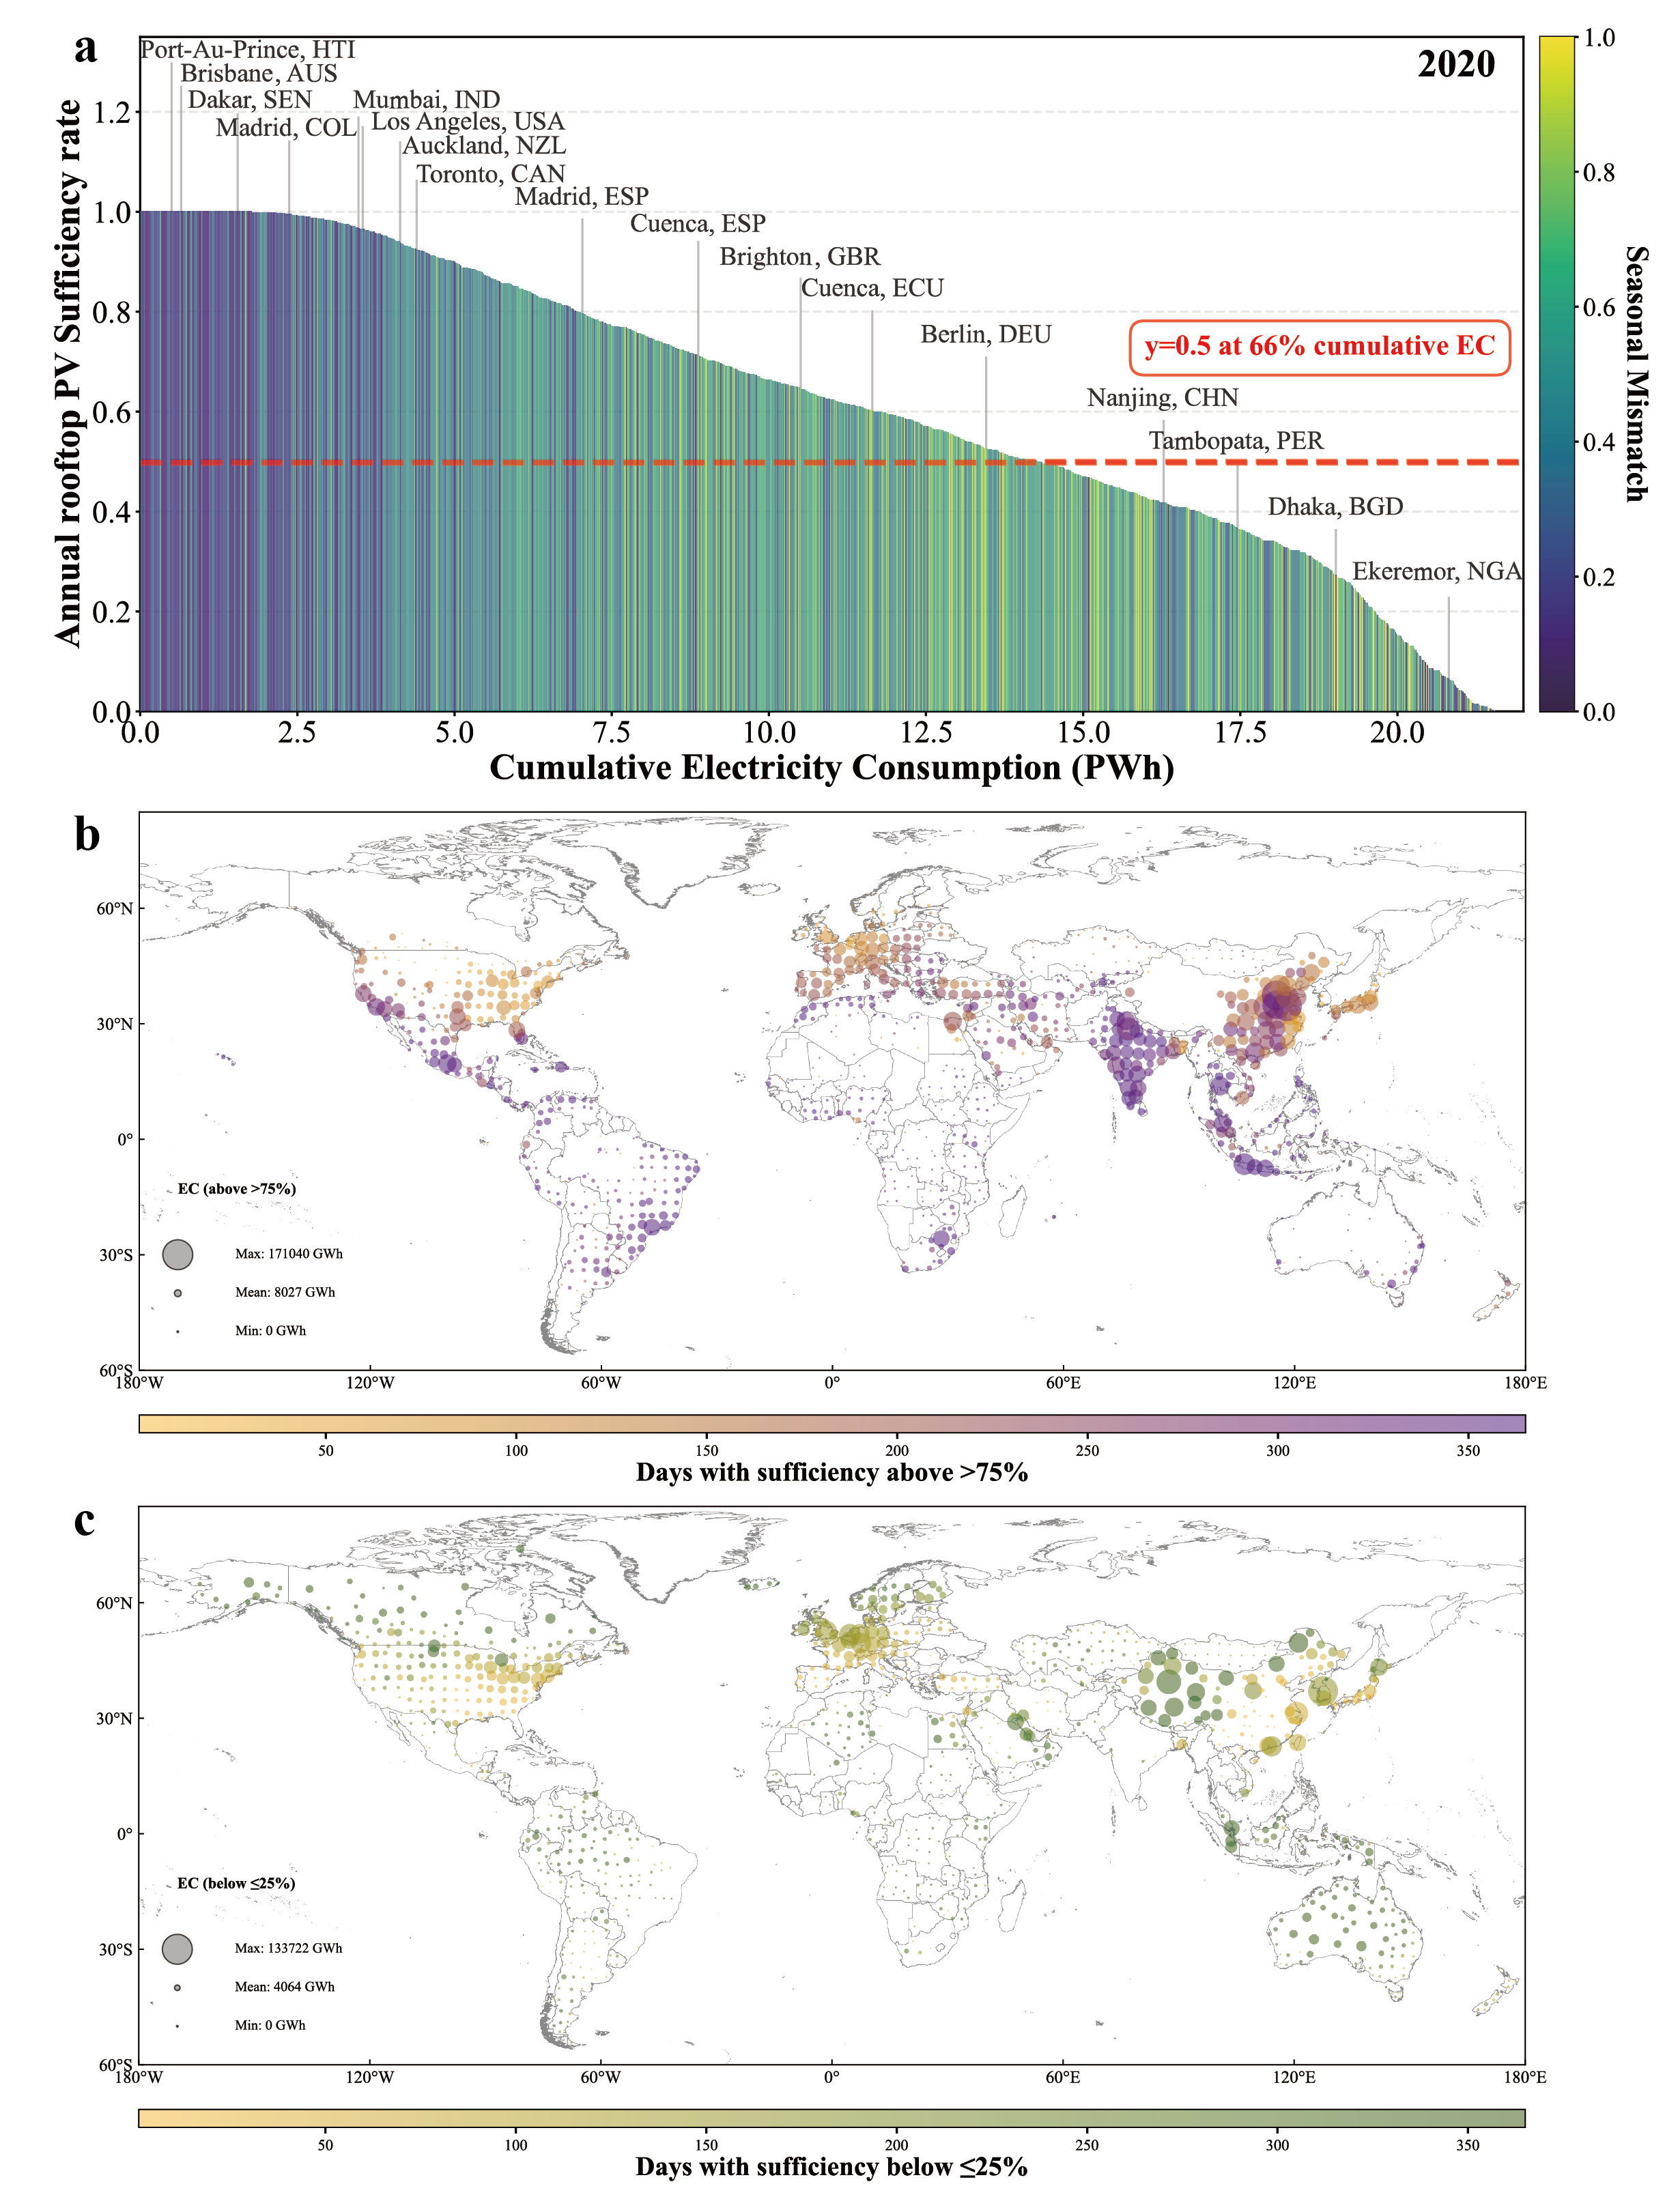 a
Port-Au-Prince, HTI
2020
Brisbane, AUS
Dakar, SEN
Mumbai, IND
Madrid, COL
Los Angeles, USA
Auckland, NZL
Toronto, CAN
Madrid, ESP
Cuenca, ESP
Brighton, GBR
Cuenca, ECU
Berlin, DEU
y=0.5 at 66% cumulative EC
Nanjing, CHN
Tambopata, PER
Dhaka, BGD
Ekeremor, NGA
Annual rooftop PV Sufficiency rate
1.2
1.0
0.8
0.6
0.4
0.2
0.0
0.0 2.5 5.0 7.5 10.0 12.5 15.0 17.5 20.0
Cumulative Electricity Consumption (PWh)
1.0
0.8
0.6
0.4
0.2
0.0
Seasonal Mismatch
b
60°N
30°N
0°
30°S
60°S
EC (above >75%)
Max: 171040 GWh
Mean: 8027 GWh
Min: 0 GWh
180°W 120°W 60°W 0° 60°E 120°E 180°E
50 100 150 200 250 300 350
Days with sufficiency above >75%
c
60°N
30°N
0°
30°S
60°S
EC (below ≤25%)
Max: 133722 GWh
Mean: 4064 GWh
Min: 0 GWh
180°W 120°W 60°W 0° 60°E 120°E 180°E
50 100 150 200 250 300 350
Days with sufficiency below ≤25%